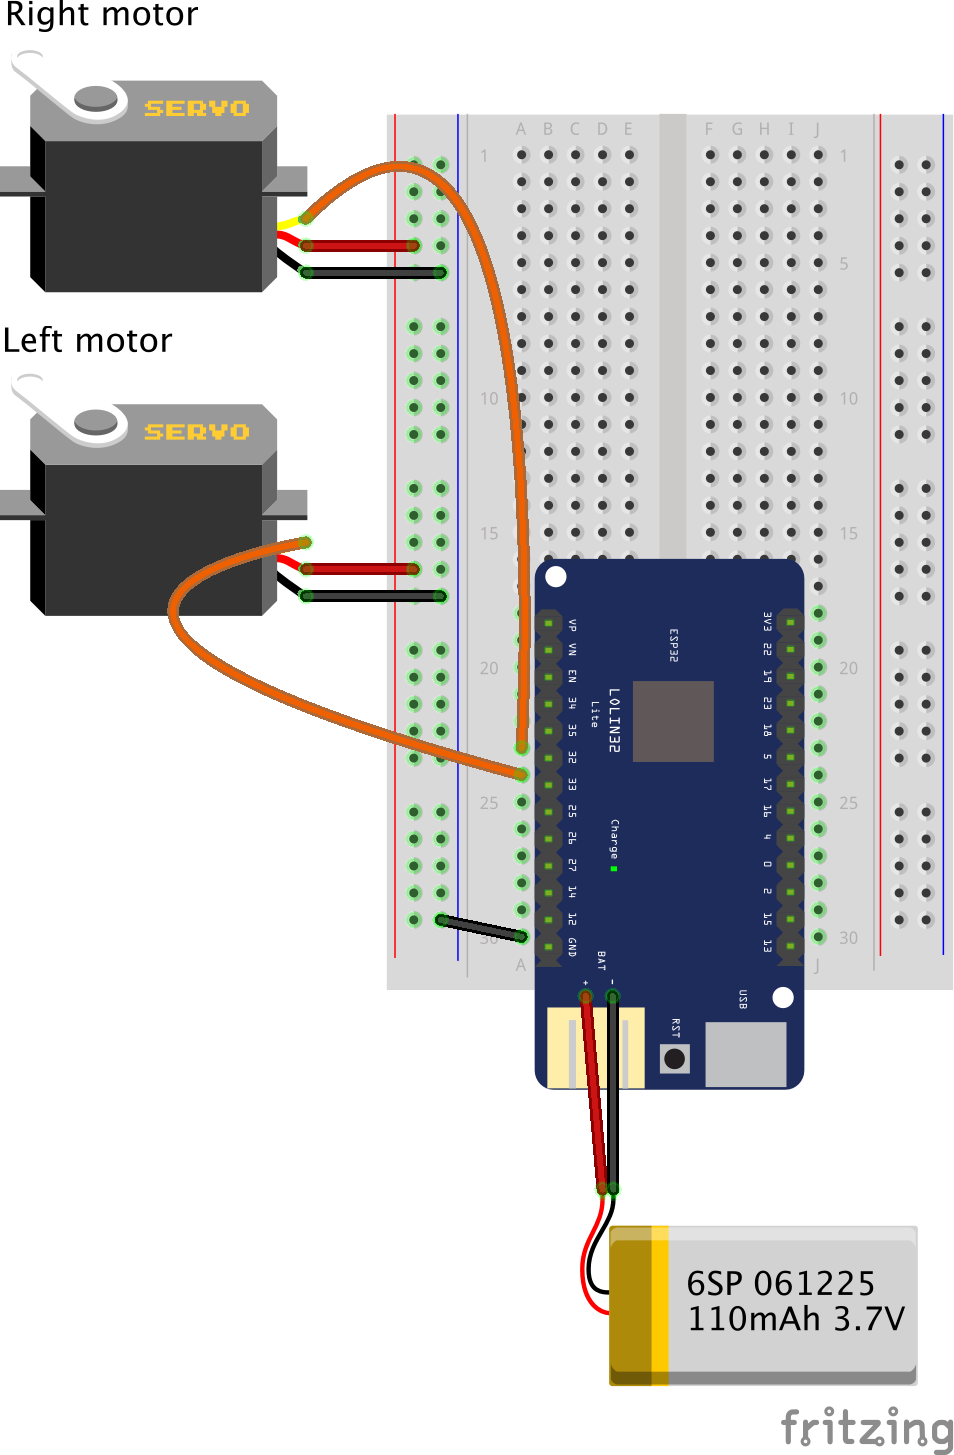 Right motor
SERVO
Left motor
SERVO
A B C D E F G H I J
1 1
5
10 10
15 15
20 20
25 25
30 30
A J
VP
VN
EN
34
35
32
33
25
26
27
14
12
GND
3V3
22
19
23
18
5
17
16
4
0
2
15
13
ESP32
LOLIN32
Lite
Charge
BAT
+ -
RST
USB
6SP 061225
110mAh 3.7V
fritzing